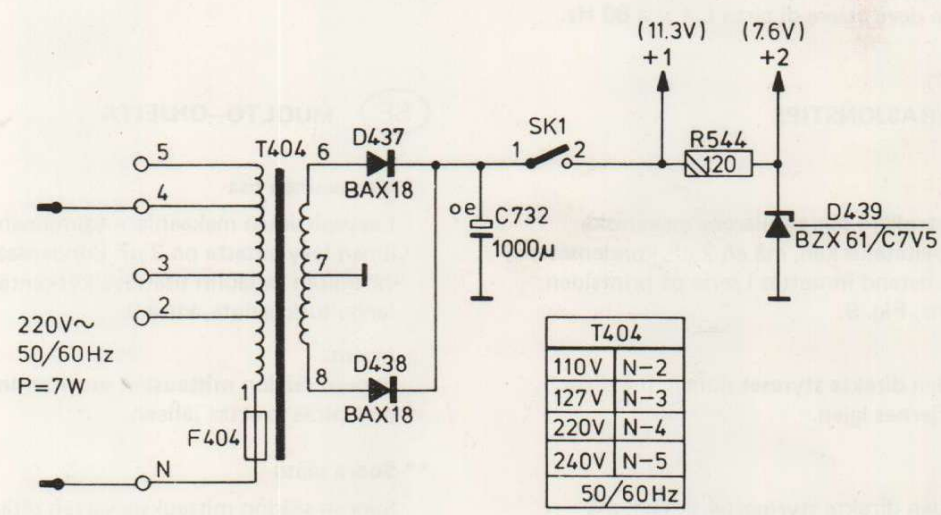 (11.3V) (7.6V)
+1 +2
SK1
1 2
R544
120
5
T404
6
D437
BAX18
4
oe
C732
1000µ
D439
BZX 61/C7V5
3
7
2
220V~
50/60Hz
P=7W
8
D438
BAX18
1
F404
N
T404
110V N-2
127V N-3
220V N-4
240V N-5
50/60Hz